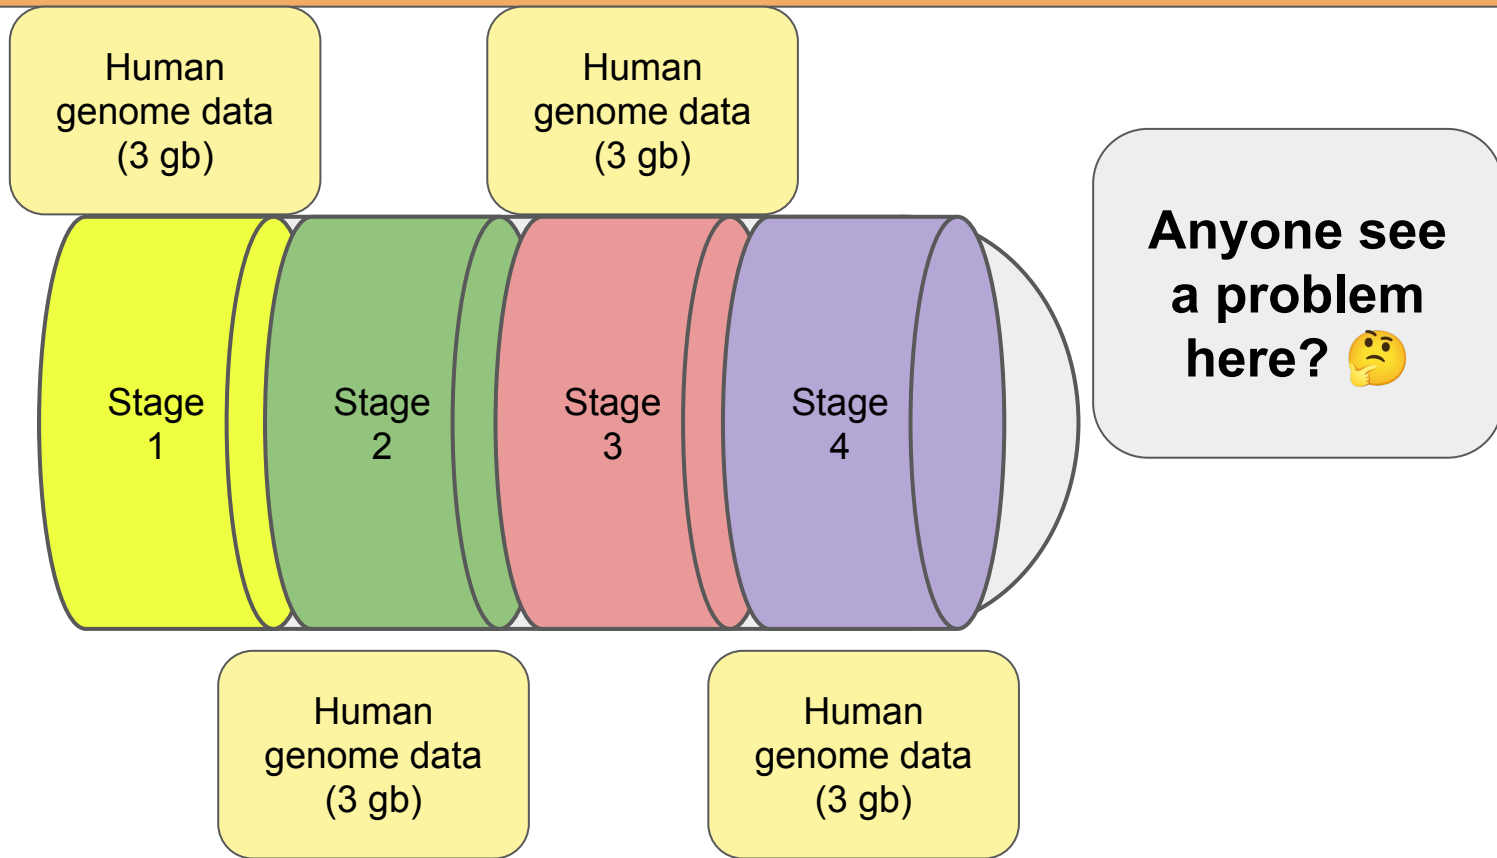 Human
genome data
(3 gb)
Human
genome data
(3 gb)
Anyone see
a problem
here? 🤔
Stage
1
Stage
2
Stage
3
Stage
4
Human
genome data
(3 gb)
Human
genome data
(3 gb)